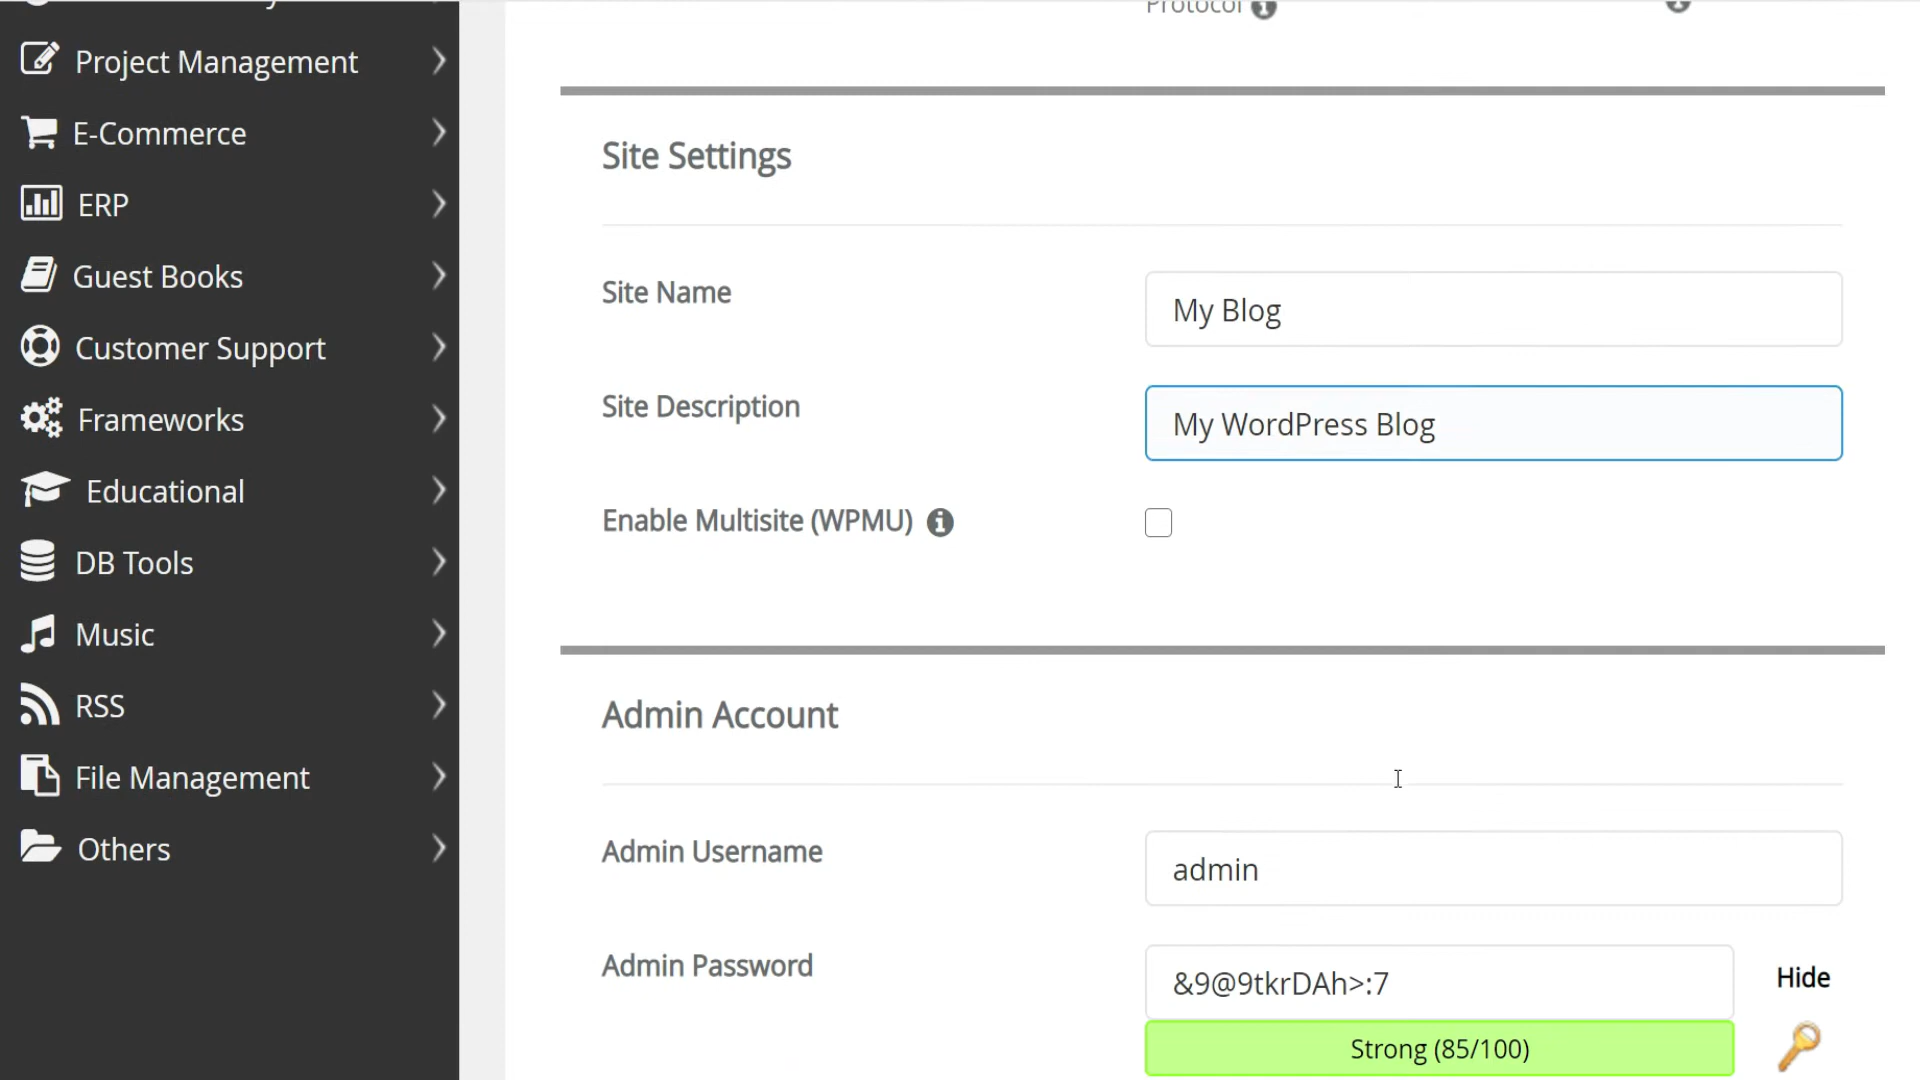 Project Management
E-Commerce
ERP
Guest Books
Customer Support
Frameworks
Educational
DB Tools
Music
RSS
File Management
Others
Protocol
Site Settings
Site Name
My Blog
Site Description
My WordPress Blog
Enable Multisite (WPMU)
Admin Account
Admin Username
admin
Admin Password
&9@9tkrDAh>:7
Hide
Strong (85/100)